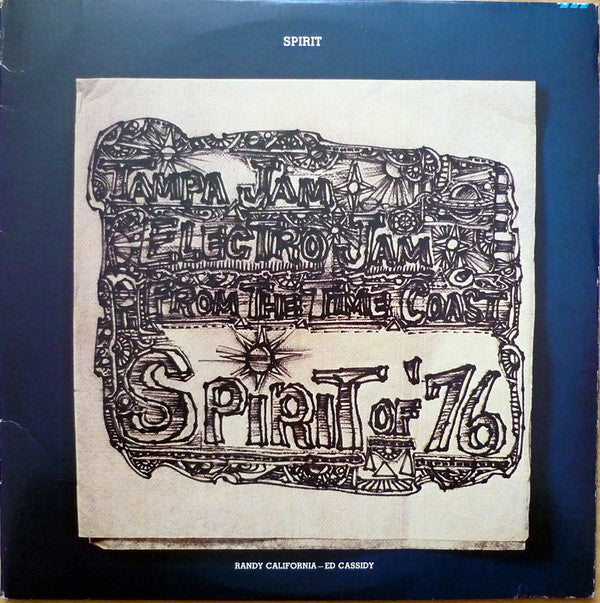 SPIRIT
TAMPA JAM
ELECTRO JAM
FROM THE TIME COAST
SPIRIT OF '76
RANDY CALIFORNIA – ED CASSIDY